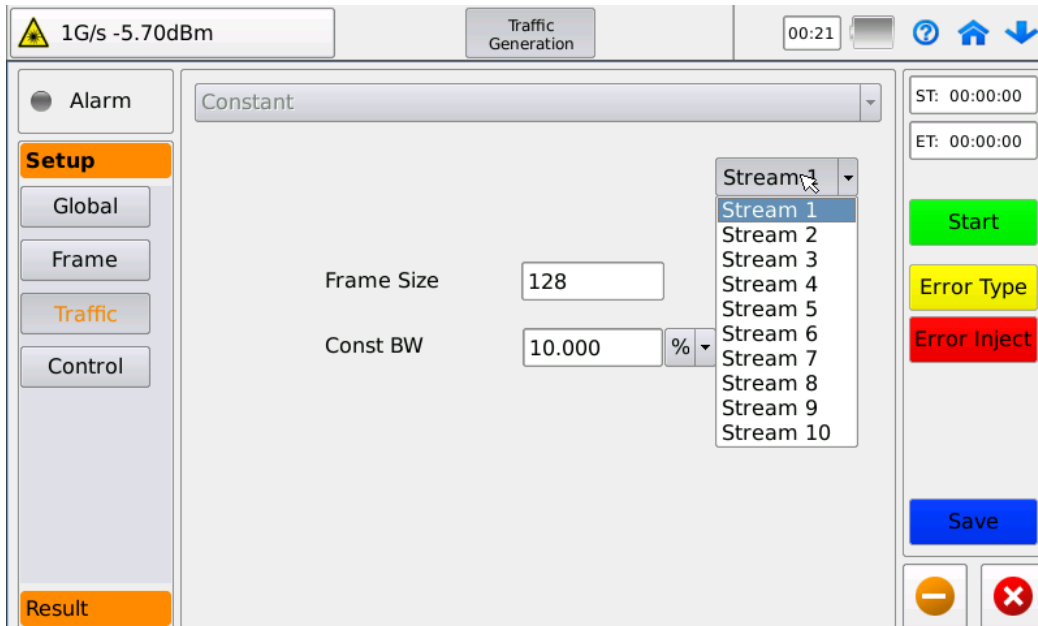 1G/s -5.70dBm
Traffic
Generation
00:21
Alarm
Setup
Global
Frame
Traffic
Control
Result
Constant
Stream 1
Stream 1
Stream 2
Stream 3
Stream 4
Stream 5
Stream 6
Stream 7
Stream 8
Stream 9
Stream 10
Frame Size
128
Const BW
10.000
%
ST: 00:00:00
ET: 00:00:00
Start
Error Type
Error Inject
Save